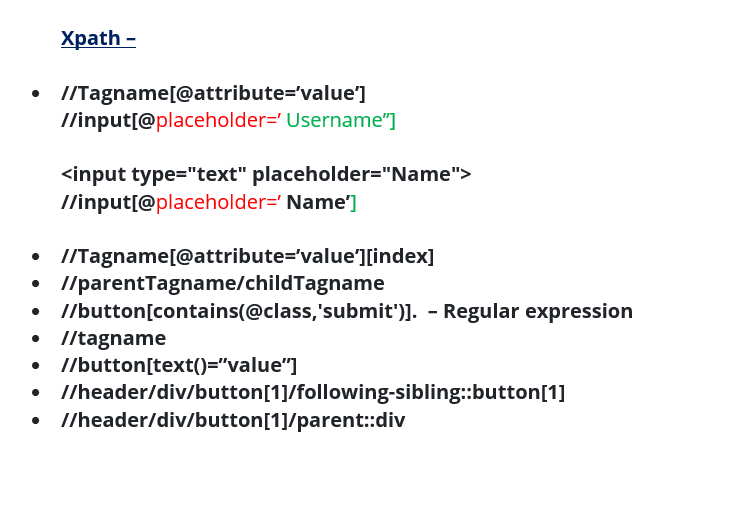 Xpath –
• //Tagname[@attribute=’value’]
//input[@placeholder=’ Username”]
<input type="text" placeholder="Name">
//input[@placeholder=’ Name’]
• //Tagname[@attribute=’value’][index]
• //parentTagname/childTagname
• //button[contains(@class,'submit')].  – Regular expression
• //tagname
• //button[text()=”value”]
• //header/div/button[1]/following-sibling::button[1]
• //header/div/button[1]/parent::div